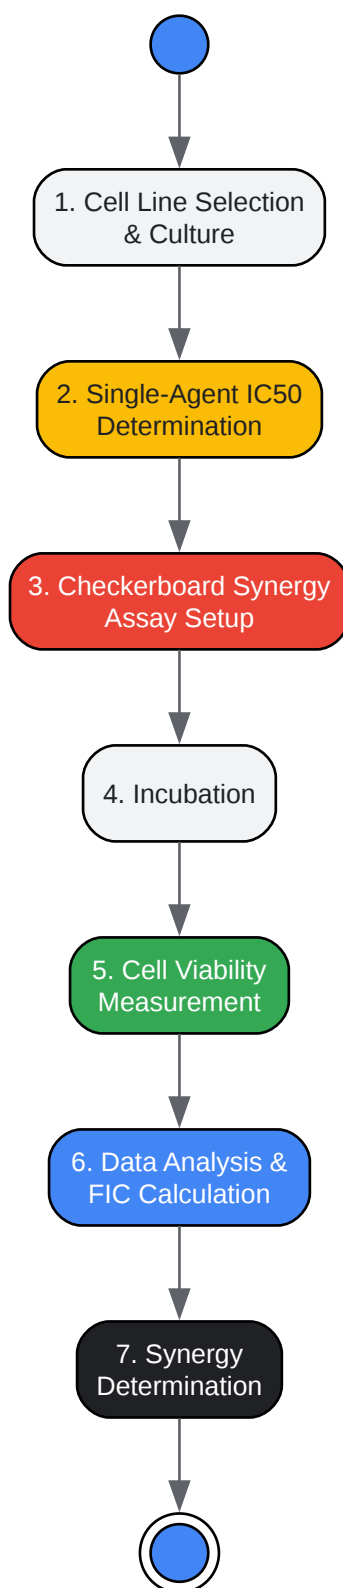 1. Cell Line Selection
& Culture
2. Single-Agent IC50
Determination
3. Checkerboard Synergy
Assay Setup
4. Incubation
5. Cell Viability
Measurement
6. Data Analysis &
FIC Calculation
7. Synergy
Determination